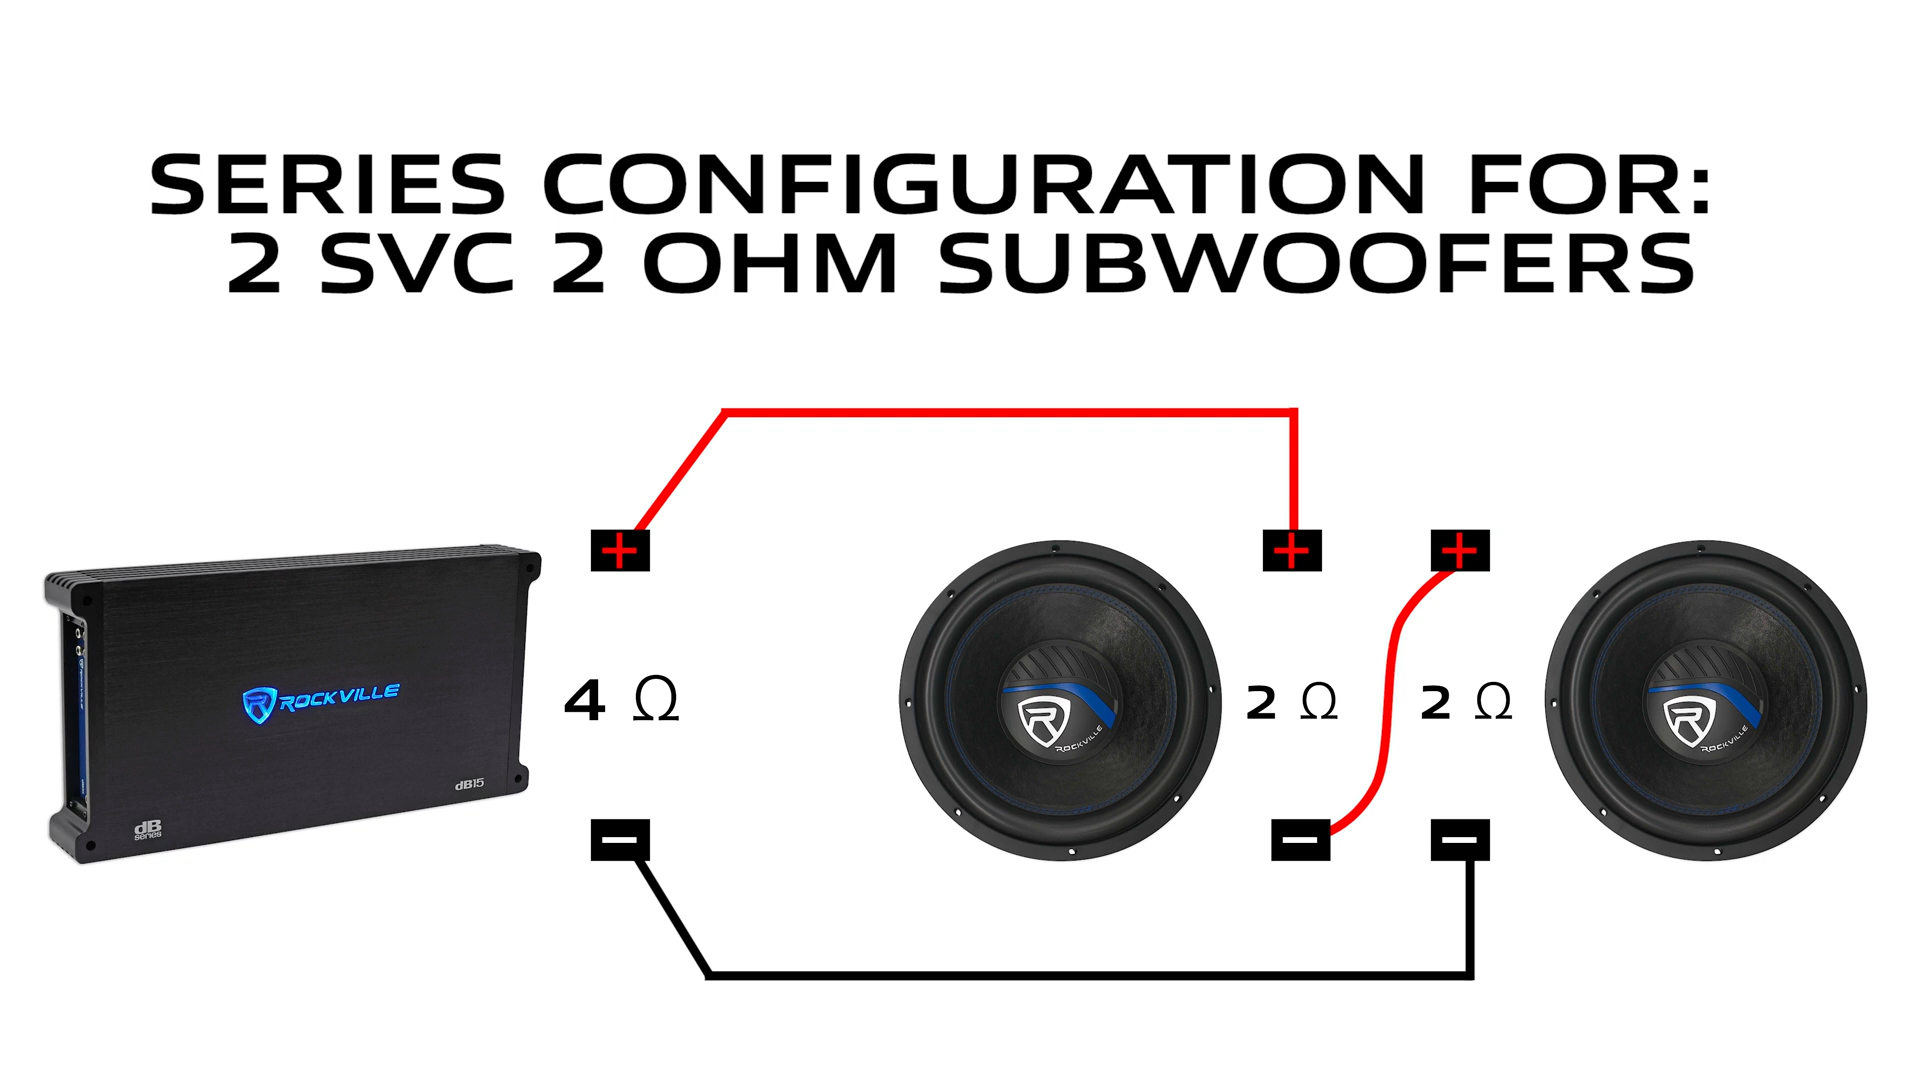 SERIES CONFIGURATION FOR:
2 SVC 2 OHM SUBWOOFERS
+
+
+
R ROCKVILLE
4 Ω
R
ROCKVILLE
2 Ω
2 Ω
R
ROCKVILLE
dB15
dB
series
-
-
-